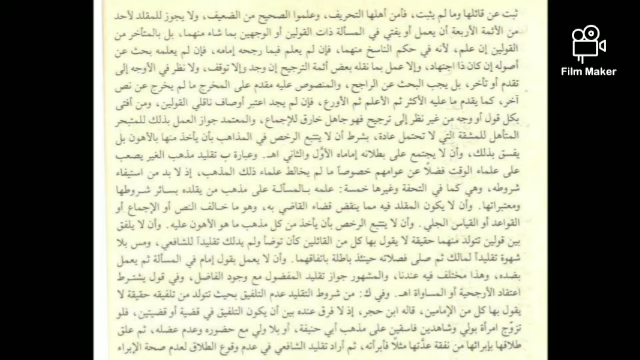 ثبت عن قائلها وما لم يثبت، فأمن أهلها التحريف، وعلموا الصحيح من الضعيف، ولا يجوز للمقلد لأحد
من الأئمة الأربعة أن يعمل أو يفتي في المسألة ذات القولين أو الوجهين بما شاء منهما، بل بالمتأخر من
القولين إن علم، لأنه في حكم الناسخ منهما، فإن لم يعلم فبما رجحه إمامه، فإن لم يعلمه بحث عن
أصوله إن كان ذا اجتهاد، وإلا عمل بما نقله بعض أئمة الترجيح إن وجد وإلا توقف، ولا نظر في الأوجه إلى
تقدم أو تأخر، بل يجب البحث عن الراجح، والمنصوص عليه مقدم على المخرج ما لم يخرج عن نص
آخر، كما يقدم ما عليه الأكثر ثم الأعلم ثم الأورع، فإن لم يجد اعتبر أوصاف ناقلي القولين، ومن أفتى
بكل قول أو وجه من غير نظر إلى ترجيح فهو جاهل خارق للإجماع، والمعتمد جواز العمل بذلك للمتبحر
المتأهل للمشقة التي لا تحتمل عادة، بشرط أن لا يتتبع الرخص في المذاهب بأن يأخذ منها بالأهون بل
يفسق بذلك، وأن لا يجتمع على بطلانه إماماه الأوّل والثاني اهـ. وعبارة ب تقليد مذهب الغير يصعب
على علماء الوقت فضلًا عن عوامهم خصوصاً ما لم يخالط علماء ذلك المذهب، إذ لا بد من استيفاء
شروطه، وهي كما في التحفة وغيرها خمسة: علمه بالمسألة على مذهب من يقلده بسائر شروطها
ومعتبراتها. وأن لا يكون المقلد فيه مما ينقض قضاء القاضي به، وهو ما خالف النص أو الإجماع أو
القواعد أو القياس الجلي. وأن لا يتتبع الرخص بأن يأخذ من كل مذهب ما هو الأهون عليه. وأن لا يلفق
بين قولين تتولد منهما حقيقة لا يقول بها كل من القائلين كأن توضأ ولم يدلك تقليداً للشافعي، ومس بلا
شهوة تقليداً لمالك ثم صلى فصلاته حينئذ باطلة باتفاقهما. وأن لا يعمل بقول إمام في المسألة ثم يعمل
بضده، وهذا مختلف فيه عندنا، والمشهور جواز تقليد المفضول مع وجود الفاضل، وفي قول يشترط
اعتقاد الأرجحية أو المساواة اهـ. وفي ك: من شروط التقليد عدم التلفيق بحيث تتولد من تلفيقه حقيقة لا
يقول بها كل من الإمامين، قاله ابن حجر، إذ لا فرق عنده بين أن يكون التلفيق في قضية أو قضيتين، فلو
تزوّج امرأة بولي وشاهدين فاسقين على مذهب أبي حنيفة، أو بلا ولي مع حضوره وعدم عضله، ثم علق
طلاقها بإبرائها من نفقة عدّتها مثلًا فأبرأته، ثم أراد تقليد الشافعي في عدم وقوع الطلاق لعدم صحة الإبراء
Film Maker